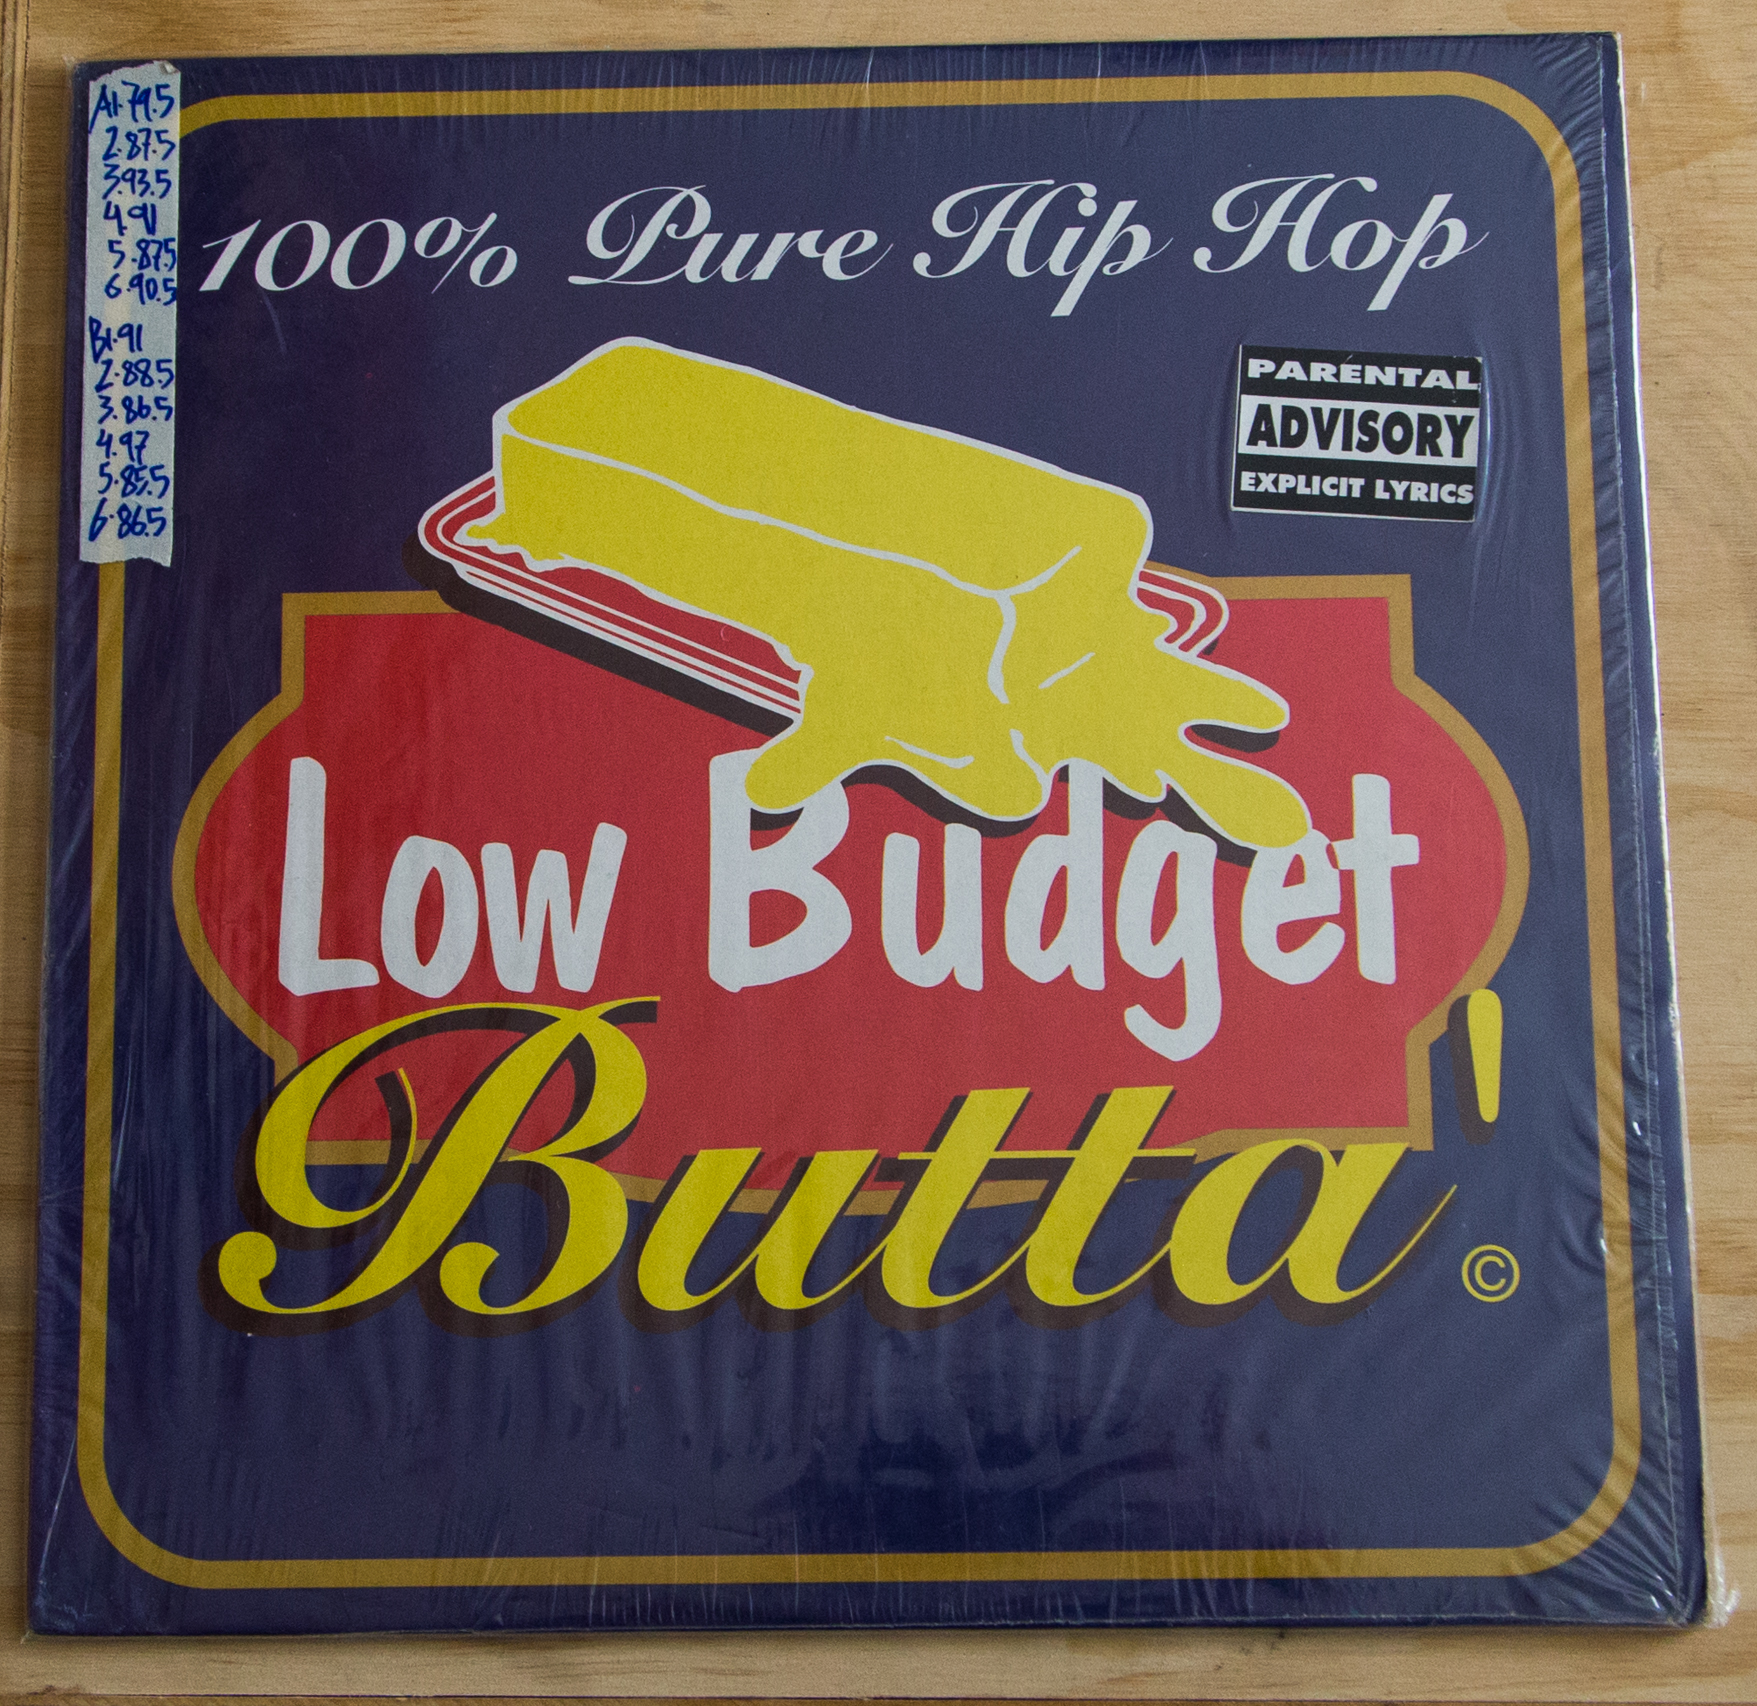 A1.79.5
2.87.5
3.93.5
4.91
5.87.5
6.90.5
B1.91
2.88.5
3.86.5
4.97
5.85.5
6.86.5
100% Pure Hip Hop
PARENTAL
ADVISORY
EXPLICIT LYRICS
Low Budget
Butta'
©